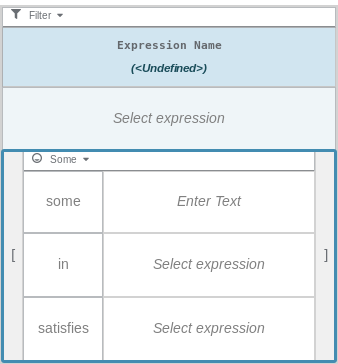 Filter
Expression Name
(<Undefined>)
Select expression
Some
some Enter Text
[ ]
in Select expression
satisfies Select expression